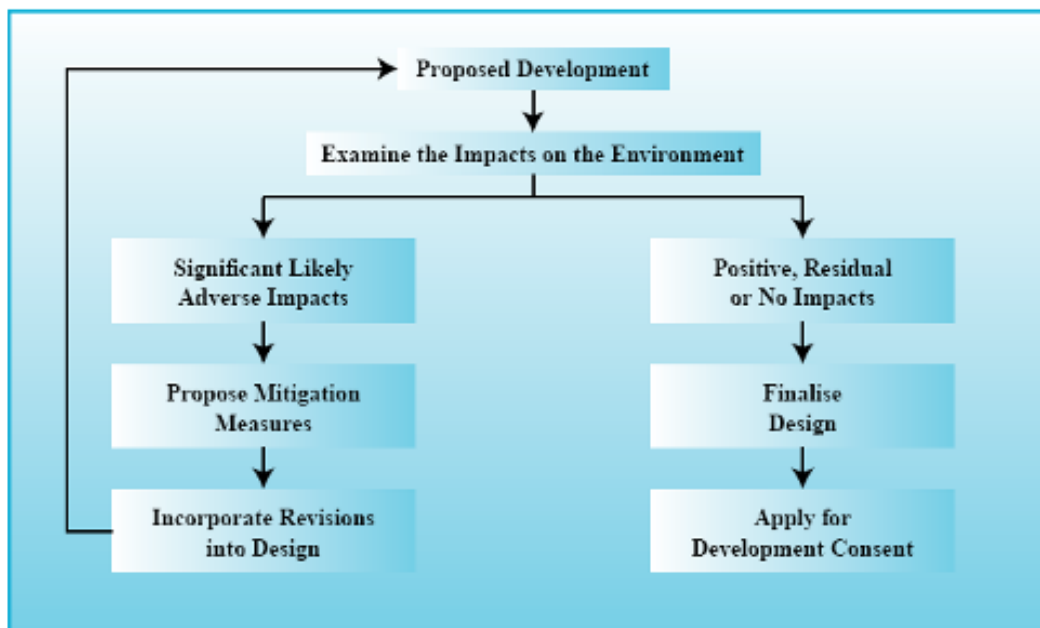 Proposed Development
Examine the Impacts on the Environment
Significant Likely
Adverse Impacts
Positive, Residual
or No Impacts
Propose Mitigation
Measures
Finalise
Design
Incorporate Revisions
into Design
Apply for
Development Consent